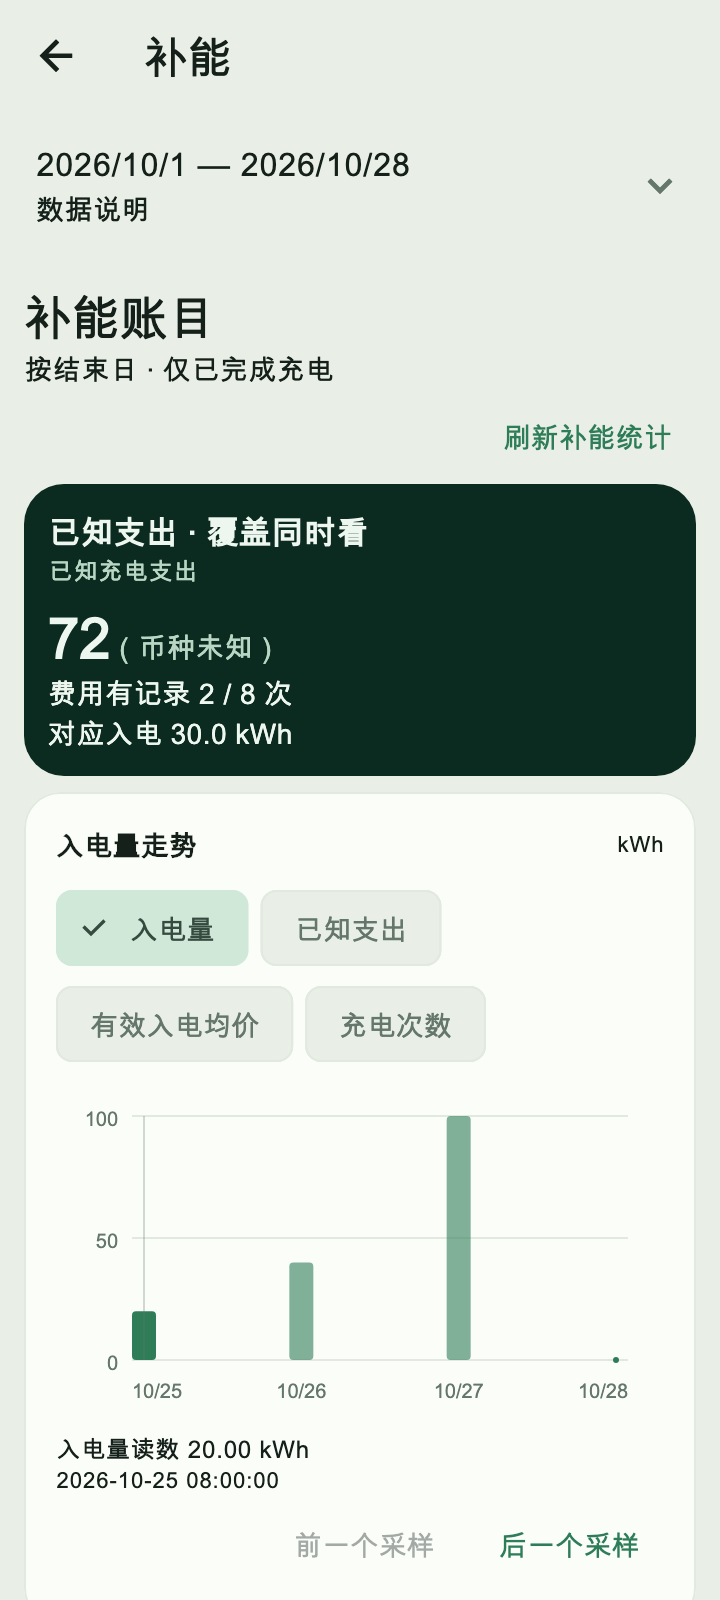 补能
2026/10/1 — 2026/10/28
数据说明
补能账目
按结束日 · 仅已完成充电
刷新补能统计
已知支出 · 覆盖同时看
已知充电支出
72 ( 币种未知 )
费用有记录 2 / 8 次
对应入电 30.0 kWh
入电量走势 kWh
入电量 已知支出
有效入电均价 充电次数
100
50
0
10/25 10/26 10/27 10/28
入电量读数 20.00 kWh
2026-10-25 08:00:00
前一个采样 后一个采样